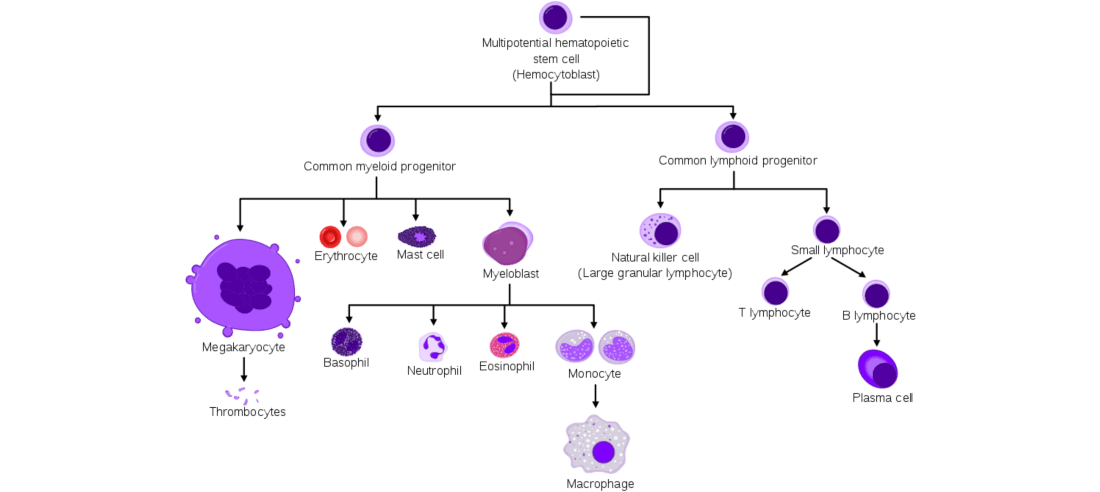 Multipotential hematopoietic
stem cell
(Hemocytoblast)
Common myeloid progenitor
Common lymphoid progenitor
Erythrocyte
Mast cell
Myeloblast
Natural killer cell
(Large granular lymphocyte)
Small lymphocyte
T lymphocyte
B lymphocyte
Megakaryocyte
Basophil
Neutrophil
Eosinophil
Monocyte
Plasma cell
Thrombocytes
Macrophage